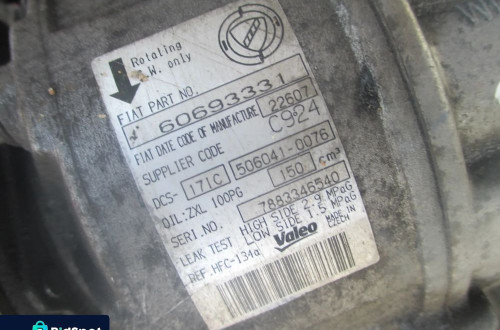 Rotating
W. only
FIAT PART NO.
60693331
FIAT DATE CODE OF MANUFACTURE 22607
SUPPLIER CODE C924
DCS- 171C 506041-0076
OIL:ZXL 100PG 150 cm³
SERI.NO. 7883346540
LEAK TEST HIGH SIDE 2.9 MPaG
LOW SIDE 1.5 MPaG
REF.HFC-134a Valeo MADE IN CZECH
BidSpot